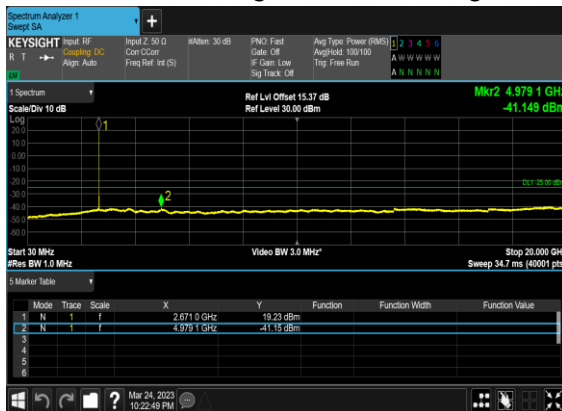 Spectrum Analyzer 1
Swept SA
+
KEYSIGHT Input: RF Input Z: 50 Ω #Atten: 30 dB PNO: Fast Avg Type: Power (RMS) 1 2 3 4 5 6
R T Coupling: DC Corr CCorr Gate: Off Avg|Hold: 100/100 A W W W W W
Align: Auto Freq Ref: Int (S) IF Gain: Low Trig: Free Run
LXI Sig Track: Off A N N N N N
1 Spectrum
Ref Lvl Offset 15.37 dB Mkr2 4.979 1 GHz
Scale/Div 10 dB Ref Level 30.00 dBm -41.149 dBm
Log
20.0
10.0
0.00
-10.0
-20.0
-30.0
-40.0
-50.0
-60.0
1
2
DL1 -25.00 dBm
Start 30 MHz Video BW 3.0 MHz* Stop 20.000 GHz
#Res BW 1.0 MHz Sweep 34.7 ms (40001 pts)
5 Marker Table
Mode Trace Scale X Y Function Function Width Function Value
1 N 1 f 2.671 0 GHz 19.23 dBm
2 N 1 f 4.979 1 GHz -41.15 dBm
3
4
5
6
? Mar 24, 2023
10:22:49 PM